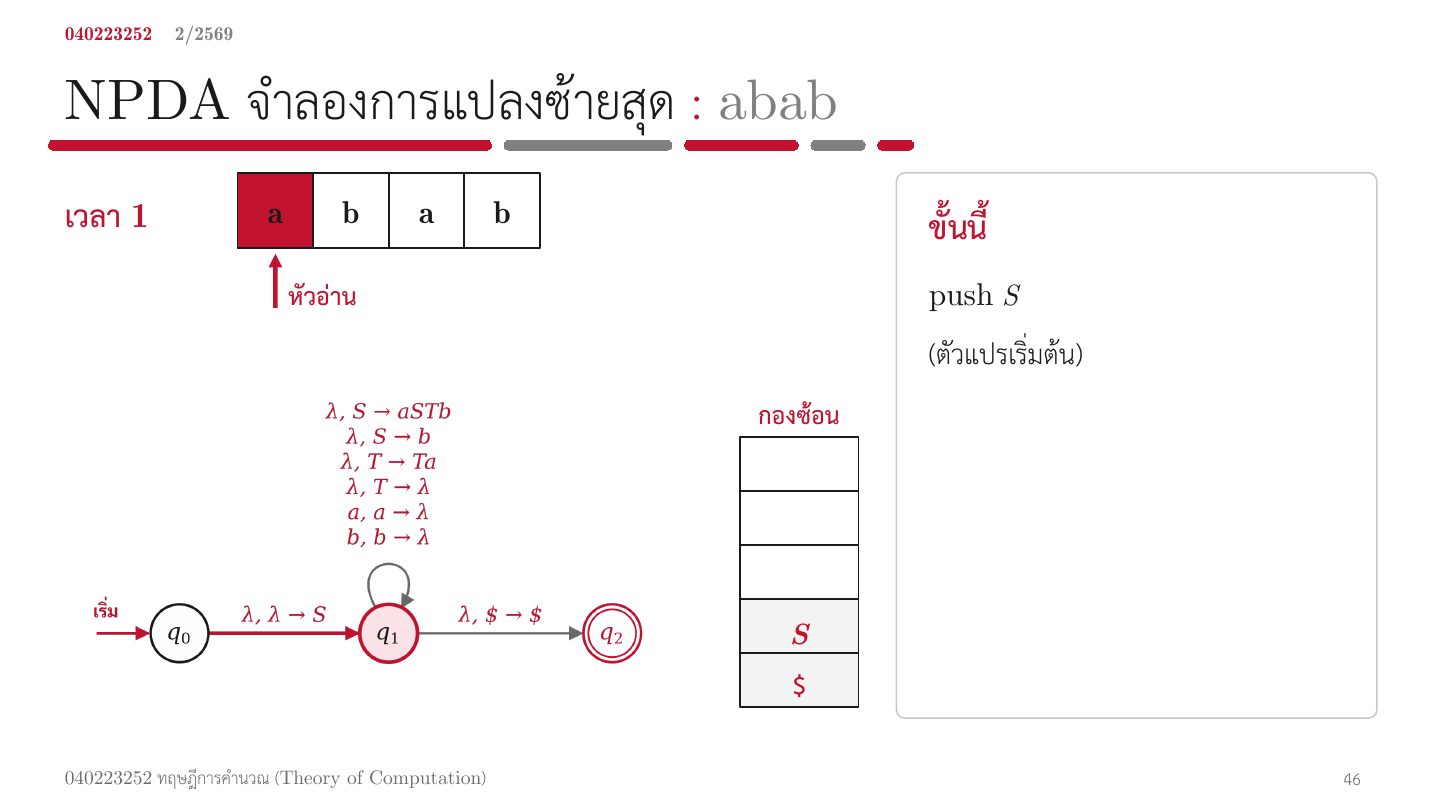 040223252 2/2569
NPDA จำลองการแปลงซ้ายสุด : abab
เวลา 1
a b a b
หัวอ่าน
ขั้นนี้
push S
(ตัวแปรเริ่มต้น)
λ, S → aSTb
λ, S → b
λ, T → Ta
λ, T → λ
a, a → λ
b, b → λ
กองซ้อน
S
$
เริ่ม
q₀
λ, λ → S
q₁
λ, $ → $
q₂
040223252 ทฤษฎีการคำนวณ (Theory of Computation)
46